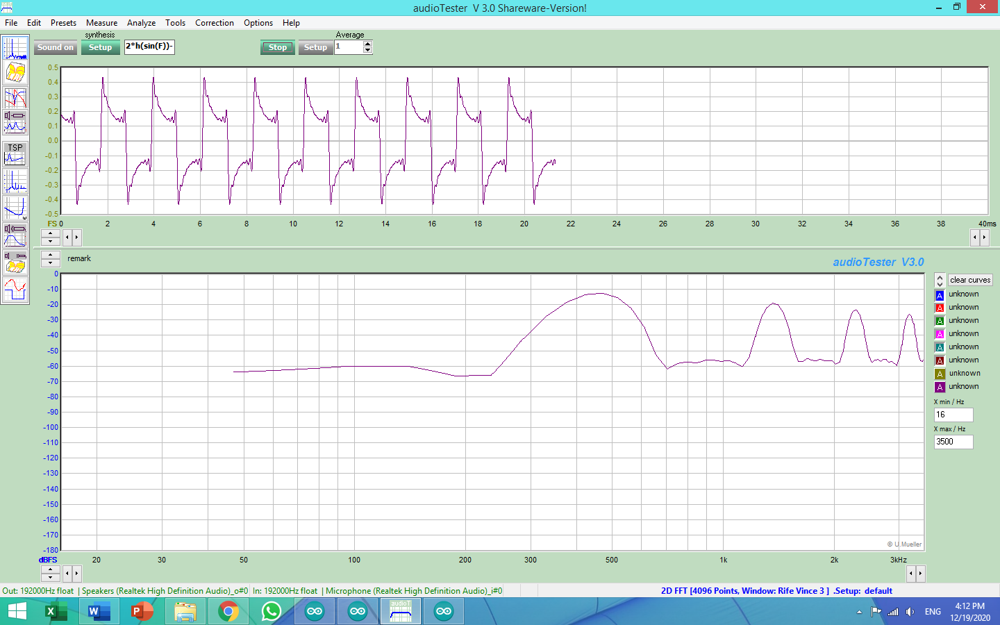 audioTester V 3.0 Shareware-Version!
File Edit Presets Measure Analyze Tools Correction Options Help
synthesis Average
Sound on Setup 2*h(sin(F))- Stop Setup 1
0.5
0.4
0.3
0.2
0.1
0.0
-0.1
-0.2
-0.3
-0.4
-0.5
FS 0 2 4 6 8 10 12 14 16 18 20 22 24 26 28 30 32 34 36 38 40ms
TSP
remark
audioTester V3.0
0
-10
-20
-30
-40
-50
-60
-70
-80
-90
-100
-110
-120
-130
-140
-150
-160
-170
-180
clear curves
A unknown
A unknown
A unknown
A unknown
A unknown
A unknown
A unknown
A unknown
X min / Hz
16
X max / Hz
3500
© U.Mueller
dBFS 20 30 50 100 200 300 500 1k 2k 3kHz
Out: 192000Hz float | Speakers (Realtek High Definition Audio)_o#0 In: 192000Hz float | Microphone (Realtek High Definition Audio)_i#0 2D FFT [4096 Points, Window: Rife Vince 3 ] .Setup: default
audioT
ENG
4:12 PM
12/19/2020